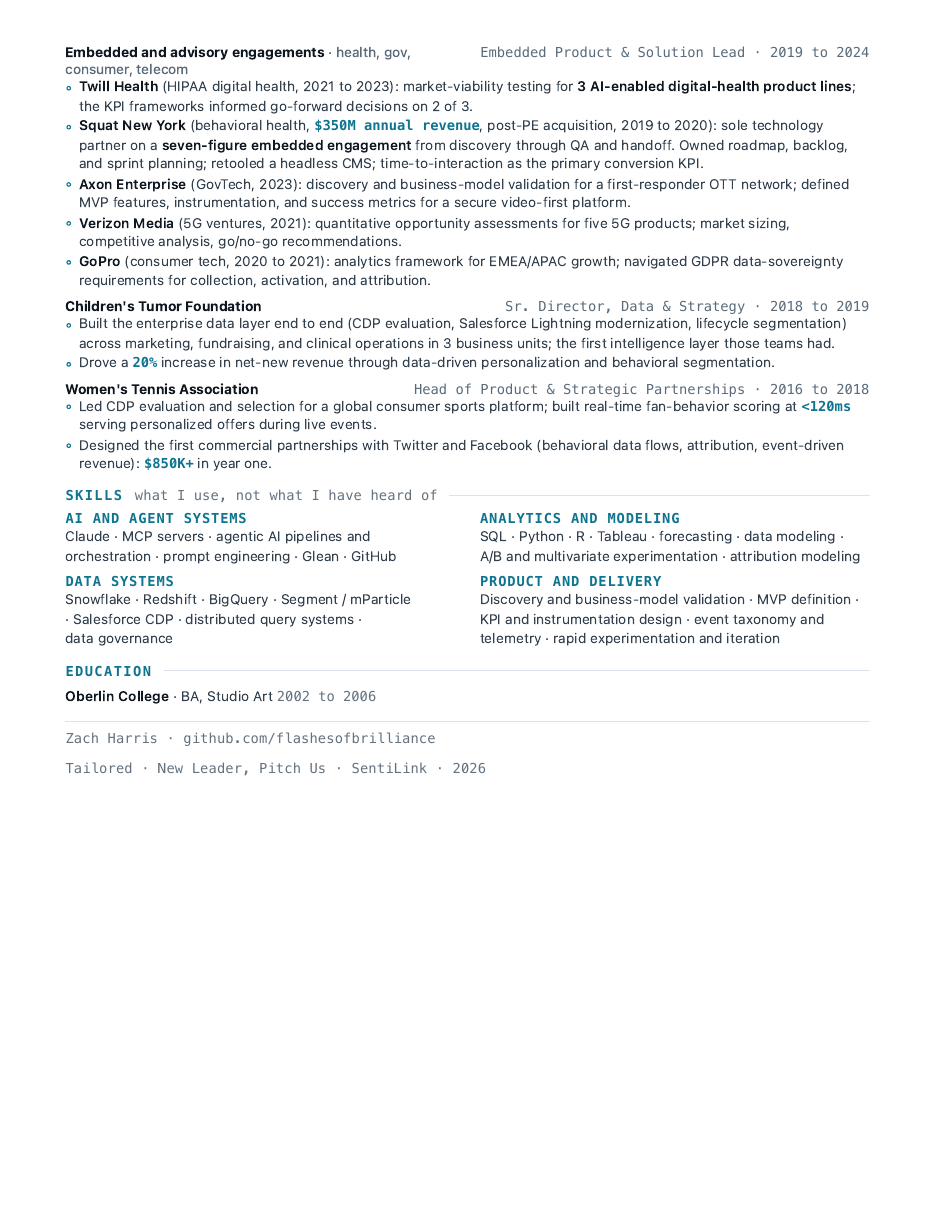 Embedded and advisory engagements · health, gov, Embedded Product & Solution Lead · 2019 to 2024
consumer, telecom
Twill Health (HIPAA digital health, 2021 to 2023): market-viability testing for 3 AI-enabled digital-health product lines;
the KPI frameworks informed go-forward decisions on 2 of 3.
Squat New York (behavioral health, $350M annual revenue, post-PE acquisition, 2019 to 2020): sole technology
partner on a seven-figure embedded engagement from discovery through QA and handoff. Owned roadmap, backlog,
and sprint planning; retooled a headless CMS; time-to-interaction as the primary conversion KPI.
Axon Enterprise (GovTech, 2023): discovery and business-model validation for a first-responder OTT network; defined
MVP features, instrumentation, and success metrics for a secure video-first platform.
Verizon Media (5G ventures, 2021): quantitative opportunity assessments for five 5G products; market sizing,
competitive analysis, go/no-go recommendations.
GoPro (consumer tech, 2020 to 2021): analytics framework for EMEA/APAC growth; navigated GDPR data-sovereignty
requirements for collection, activation, and attribution.
Children's Tumor Foundation Sr. Director, Data & Strategy · 2018 to 2019
Built the enterprise data layer end to end (CDP evaluation, Salesforce Lightning modernization, lifecycle segmentation)
across marketing, fundraising, and clinical operations in 3 business units; the first intelligence layer those teams had.
Drove a 20% increase in net-new revenue through data-driven personalization and behavioral segmentation.
Women's Tennis Association Head of Product & Strategic Partnerships · 2016 to 2018
Led CDP evaluation and selection for a global consumer sports platform; built real-time fan-behavior scoring at <120ms
serving personalized offers during live events.
Designed the first commercial partnerships with Twitter and Facebook (behavioral data flows, attribution, event-driven
revenue): $850K+ in year one.
SKILLS what I use, not what I have heard of
AI AND AGENT SYSTEMS
Claude · MCP servers · agentic AI pipelines and
orchestration · prompt engineering · Glean · GitHub
ANALYTICS AND MODELING
SQL · Python · R · Tableau · forecasting · data modeling ·
A/B and multivariate experimentation · attribution modeling
DATA SYSTEMS
Snowflake · Redshift · BigQuery · Segment / mParticle
· Salesforce CDP · distributed query systems ·
data governance
PRODUCT AND DELIVERY
Discovery and business-model validation · MVP definition ·
KPI and instrumentation design · event taxonomy and
telemetry · rapid experimentation and iteration
EDUCATION
Oberlin College · BA, Studio Art 2002 to 2006
Zach Harris · github.com/flashesofbrilliance
Tailored · New Leader, Pitch Us · SentiLink · 2026